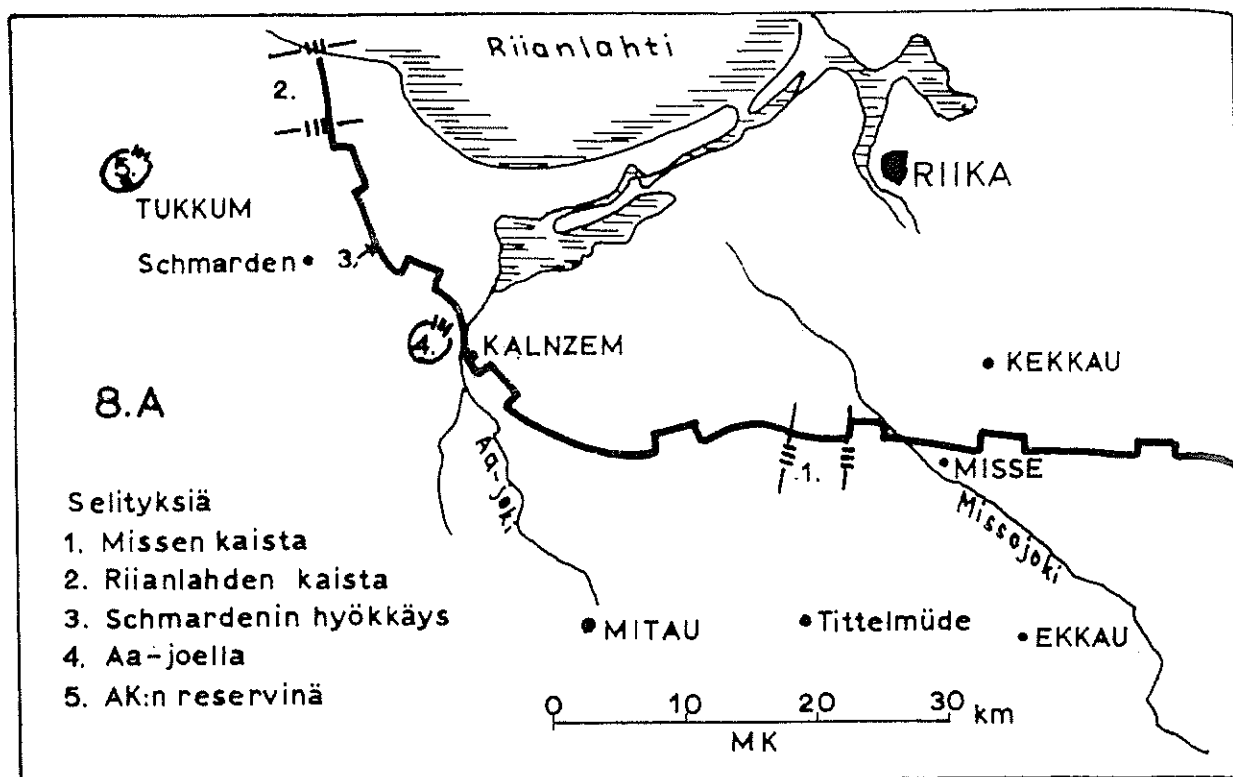 Riianlahti
2.
5.
TUKKUM
RIIKA
Schmarden
3.
4.
KALNZEM
KEKKAU
8.A
Aa-joki
1.
MISSE
Missajoki
Selityksiä
1. Missen kaista
2. Riianlahden kaista
3. Schmardenin hyökkäys
4. Aa-joella
5. AK:n reservinä
MITAU
Tittelmüde
EKKAU
0 10 20 30 km
MK